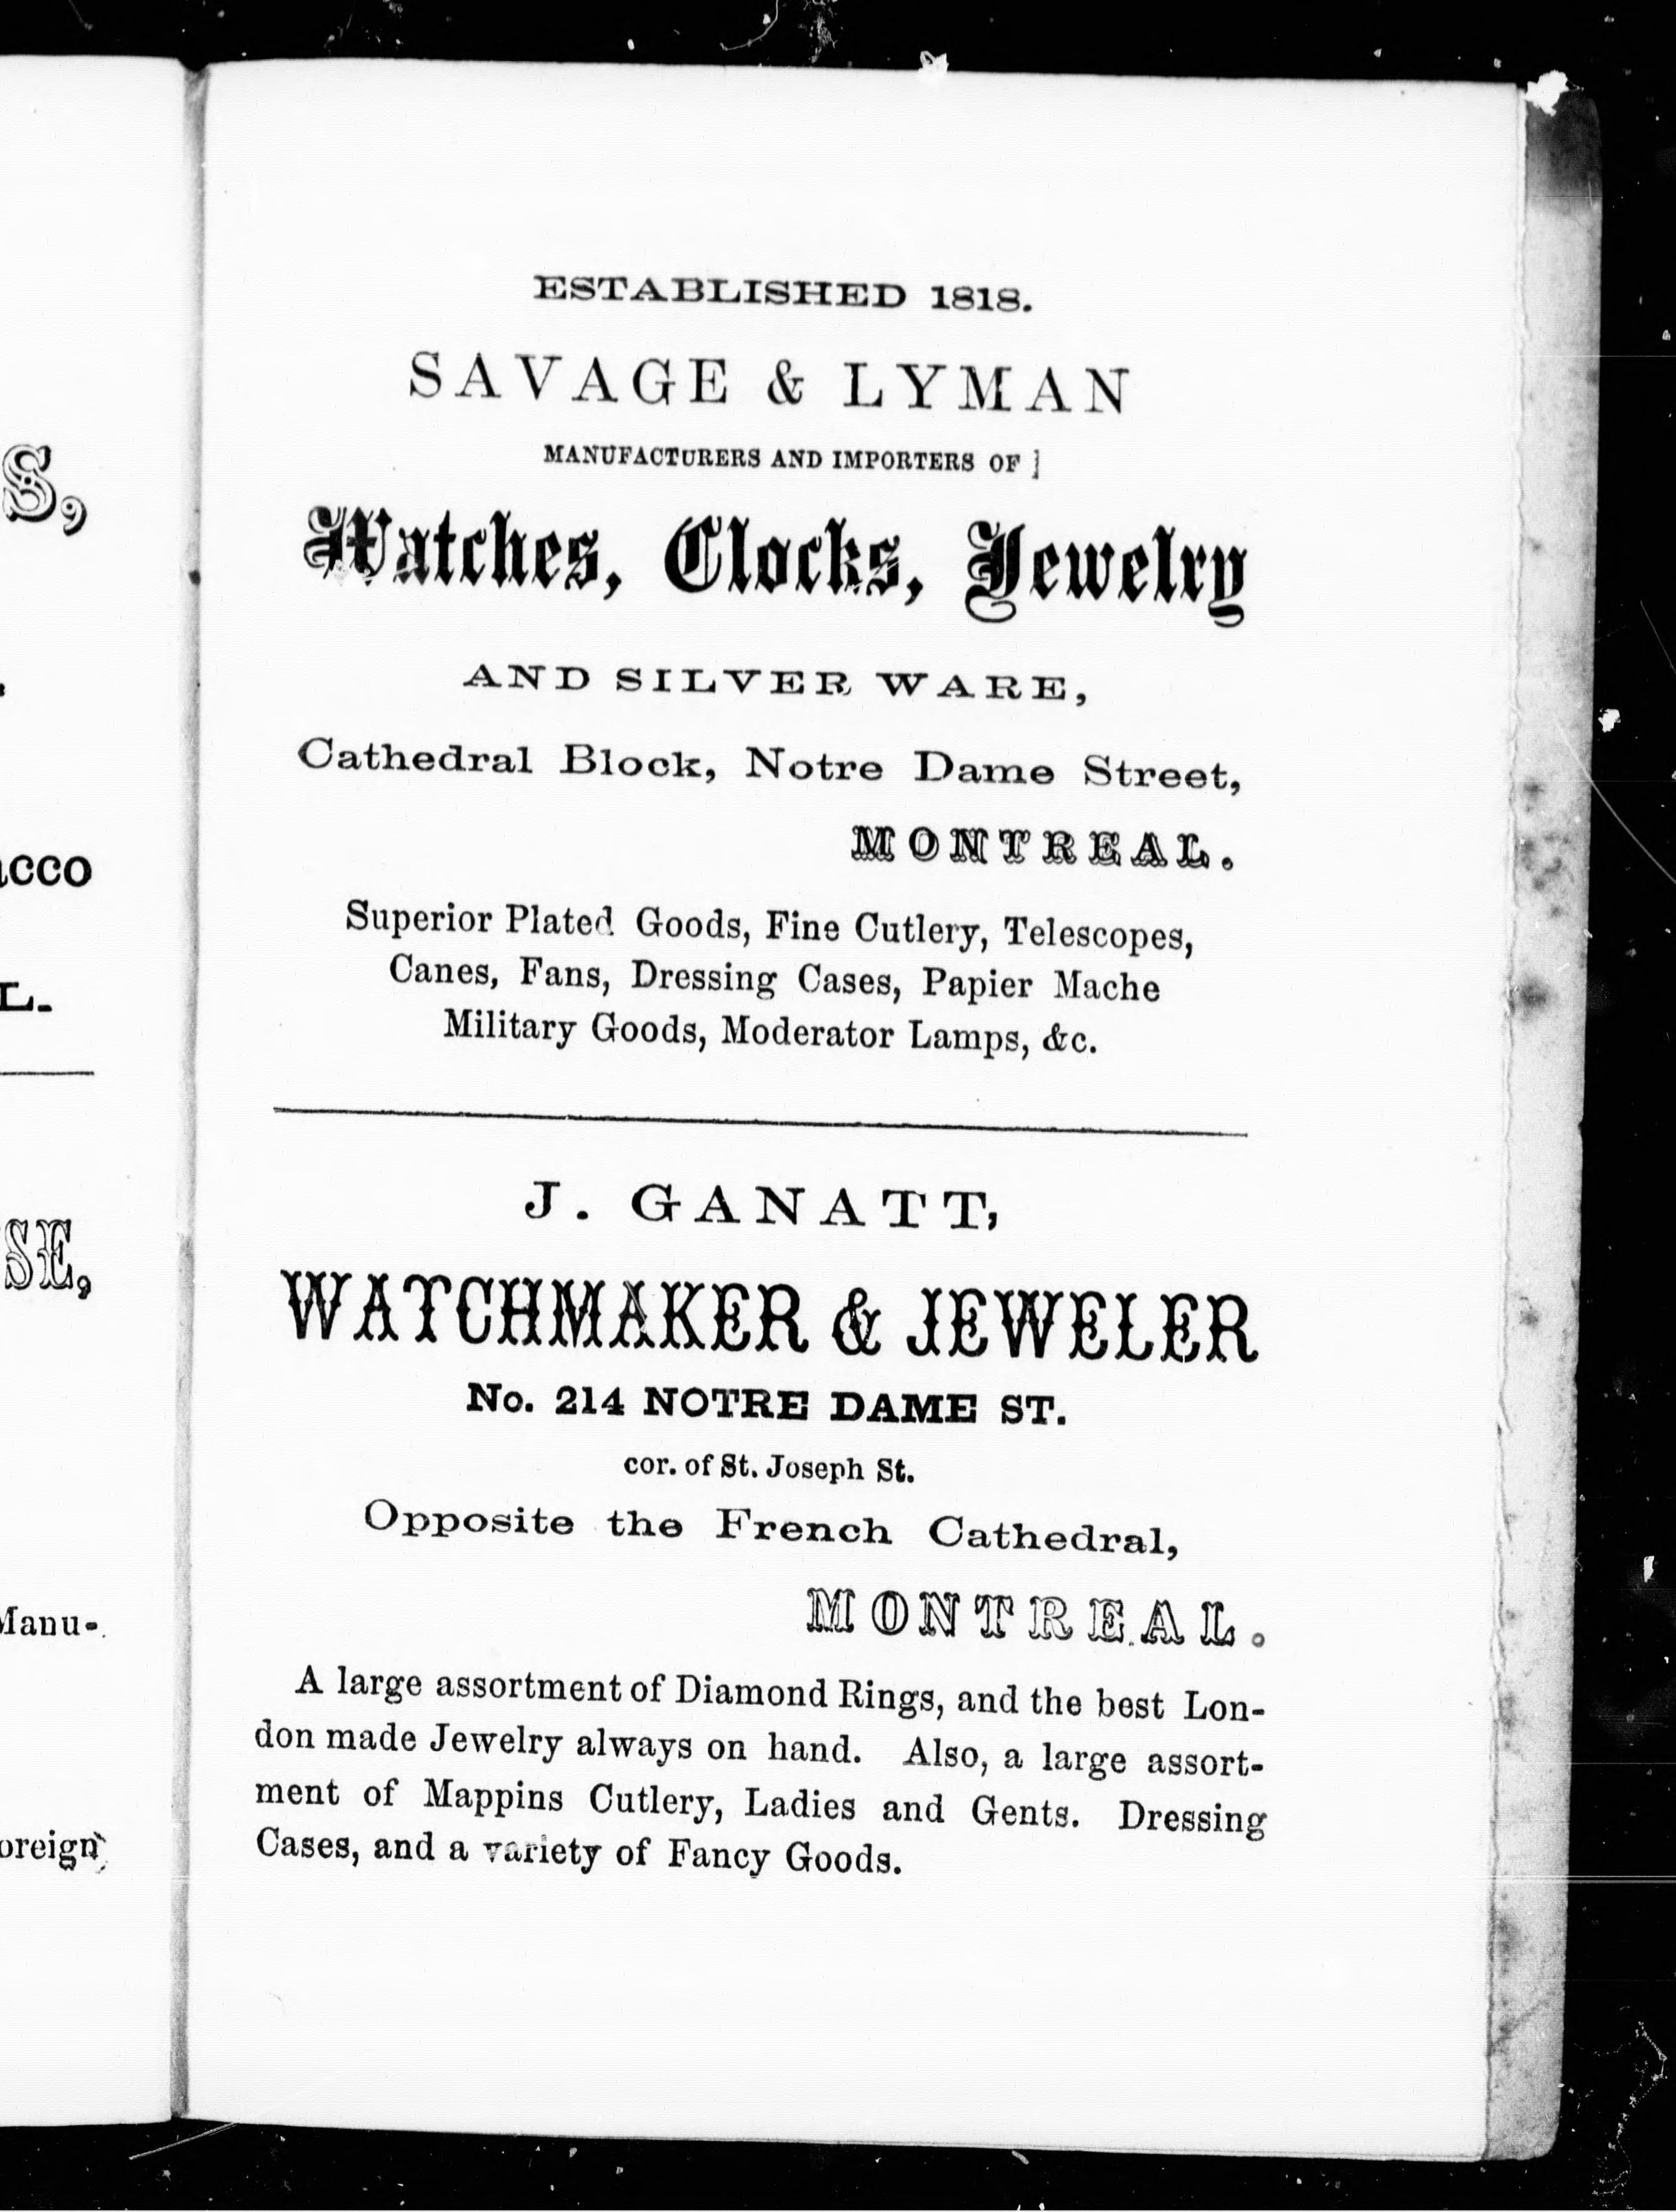 S,
acco
L.
SE,
Manu-
oreign
ESTABLISHED 1818.
SAVAGE & LYMAN
MANUFACTURERS AND IMPORTERS OF
Watches, Clocks, Jewelry
AND SILVER WARE,
Cathedral Block, Notre Dame Street,
MONTREAL.
Superior Plated Goods, Fine Cutlery, Telescopes,
Canes, Fans, Dressing Cases, Papier Mache
Military Goods, Moderator Lamps, &c.
J. GANATT,
WATCHMAKER & JEWELER
No. 214 NOTRE DAME ST.
cor. of St. Joseph St.
Opposite the French Cathedral,
MONTREAL.
A large assortment of Diamond Rings, and the best Lon-
don made Jewelry always on hand. Also, a large assort-
ment of Mappins Cutlery, Ladies and Gents. Dressing
Cases, and a variety of Fancy Goods.